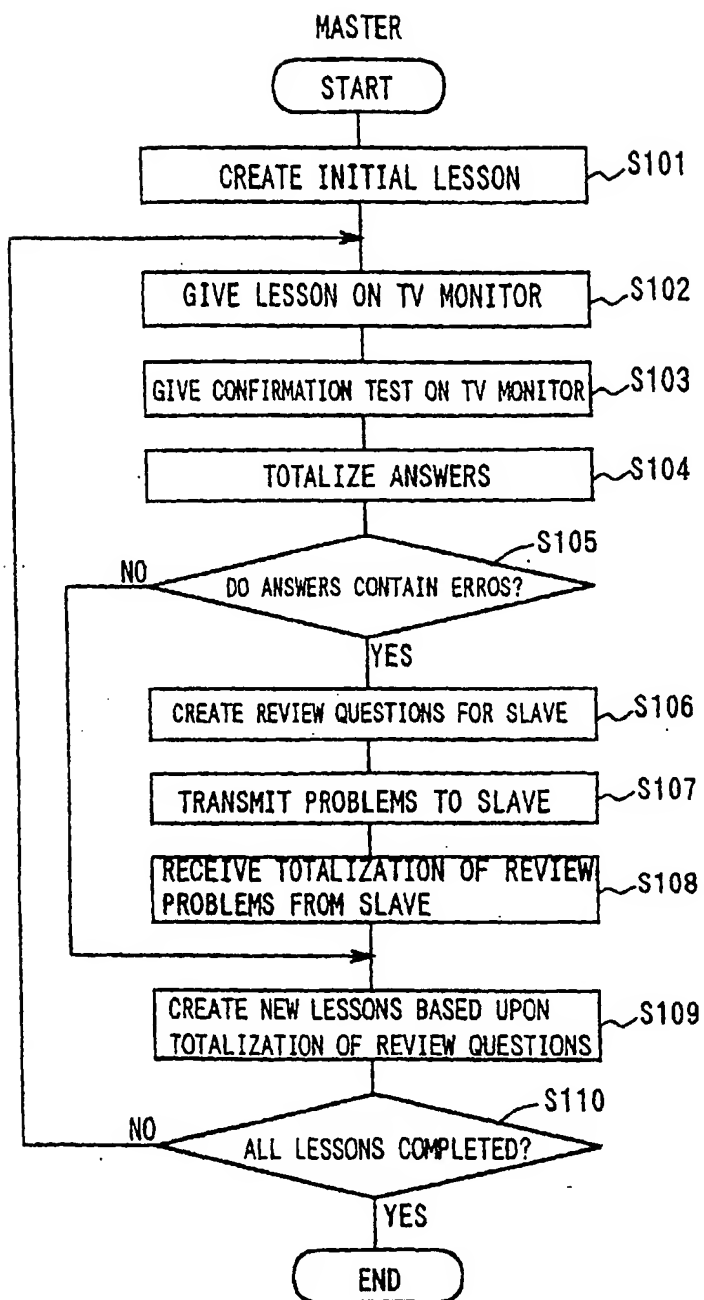 MASTER
START
CREATE INITIAL LESSON
S101
GIVE LESSON ON TV MONITOR
S102
GIVE CONFIRMATION TEST ON TV MONITOR
S103
TOTALIZE ANSWERS
S104
S105
NO
DO ANSWERS CONTAIN ERROS?
YES
CREATE REVIEW QUESTIONS FOR SLAVE
S106
TRANSMIT PROBLEMS TO SLAVE
S107
RECEIVE TOTALIZATION OF REVIEW
PROBLEMS FROM SLAVE
S108
CREATE NEW LESSONS BASED UPON
TOTALIZATION OF REVIEW QUESTIONS
S109
S110
NO
ALL LESSONS COMPLETED?
YES
END